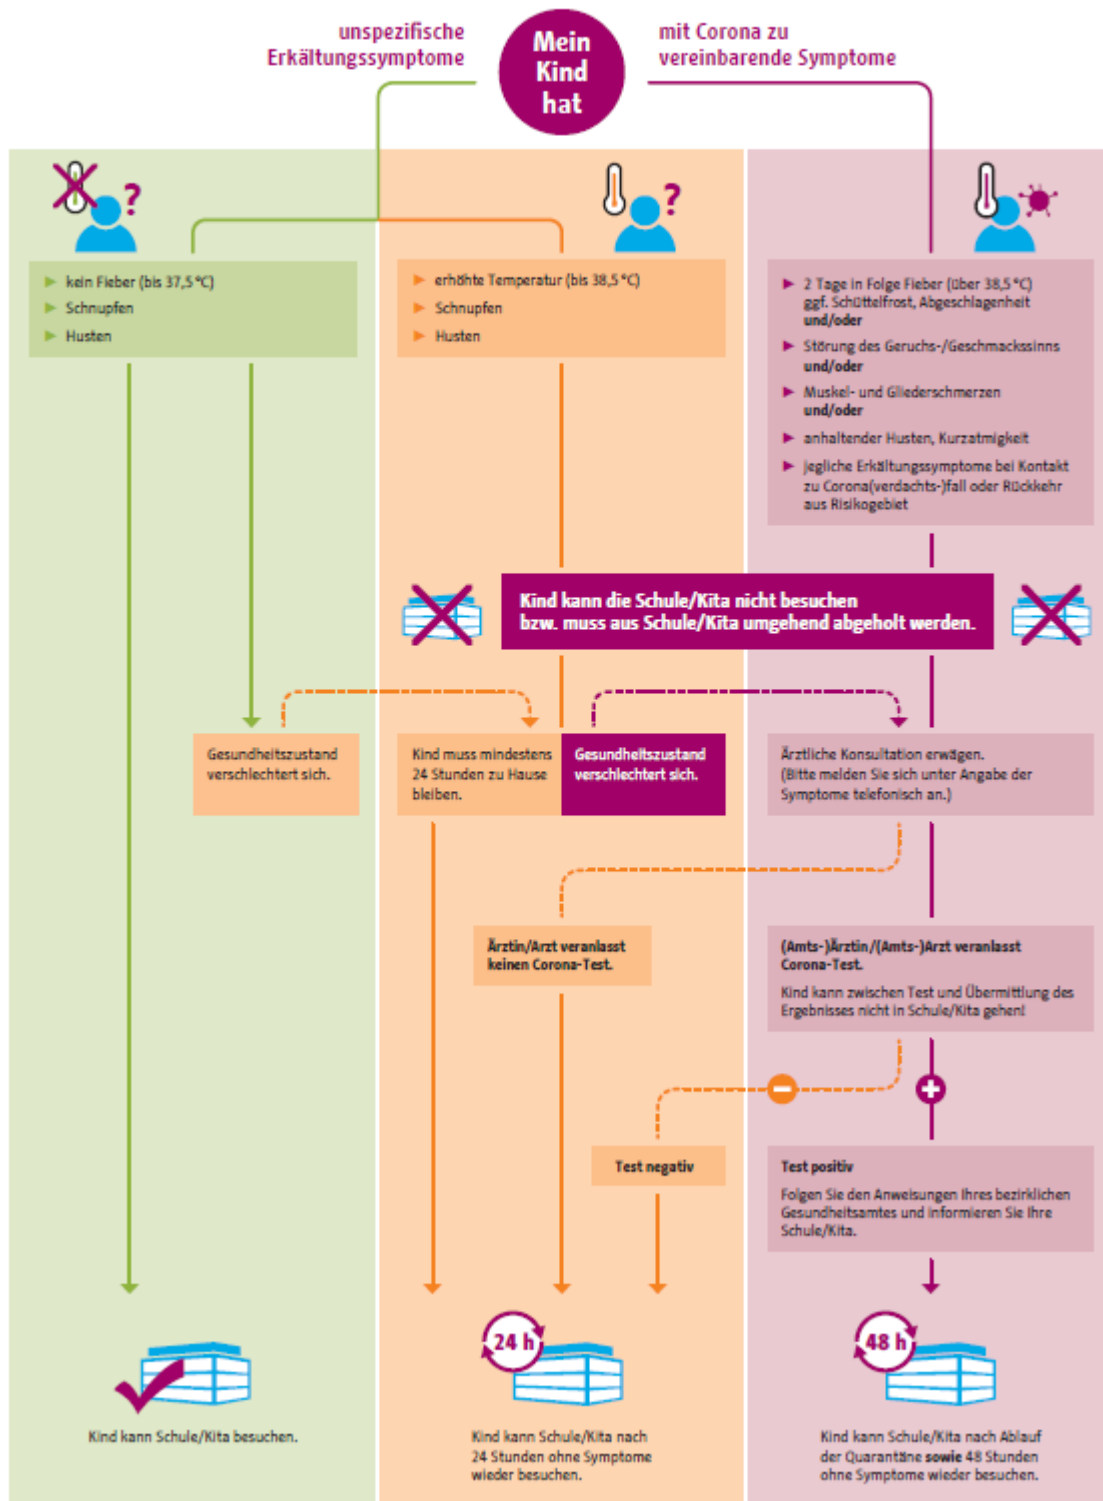 unspezifische
Erkältungssymptome
Mein
Kind
hat
mit Corona zu
vereinbarende Symptome
?
?
kein Fieber (bis 37,5 °C)
Schnupfen
Husten
erhöhte Temperatur (bis 38,5 °C)
Schnupfen
Husten
2 Tage in Folge Fieber (über 38,5 °C)
ggf. Schüttelfrost, Abgeschlagenheit
und/oder
Störung des Geruchs-/Geschmackssinns
und/oder
Muskel- und Gliederschmerzen
und/oder
anhaltender Husten, Kurzatmigkeit
jegliche Erkältungssymptome bei Kontakt
zu Corona(verdachts-)fall oder Rückkehr
aus Risikogebiet
Kind kann die Schule/Kita nicht besuchen
bzw. muss aus Schule/Kita umgehend abgeholt werden.
Gesundheitszustand
verschlechtert sich.
Kind muss mindestens
24 Stunden zu Hause
bleiben.
Gesundheitszustand
verschlechtert sich.
Ärztliche Konsultation erwägen.
(Bitte melden Sie sich unter Angabe der
Symptome telefonisch an.)
Ärztin/Arzt veranlasst
keinen Corona-Test.
(Amts-)Ärztin/(Amts-)Arzt veranlasst
Corona-Test.
Kind kann zwischen Test und Übermittlung des
Ergebnisses nicht in Schule/Kita gehen!
Test negativ
Test positiv
Folgen Sie den Anweisungen Ihres bezirklichen
Gesundheitsamtes und informieren Sie Ihre
Schule/Kita.
24 h
48 h
Kind kann Schule/Kita besuchen.
Kind kann Schule/Kita nach
24 Stunden ohne Symptome
wieder besuchen.
Kind kann Schule/Kita nach Ablauf
der Quarantäne sowie 48 Stunden
ohne Symptome wieder besuchen.